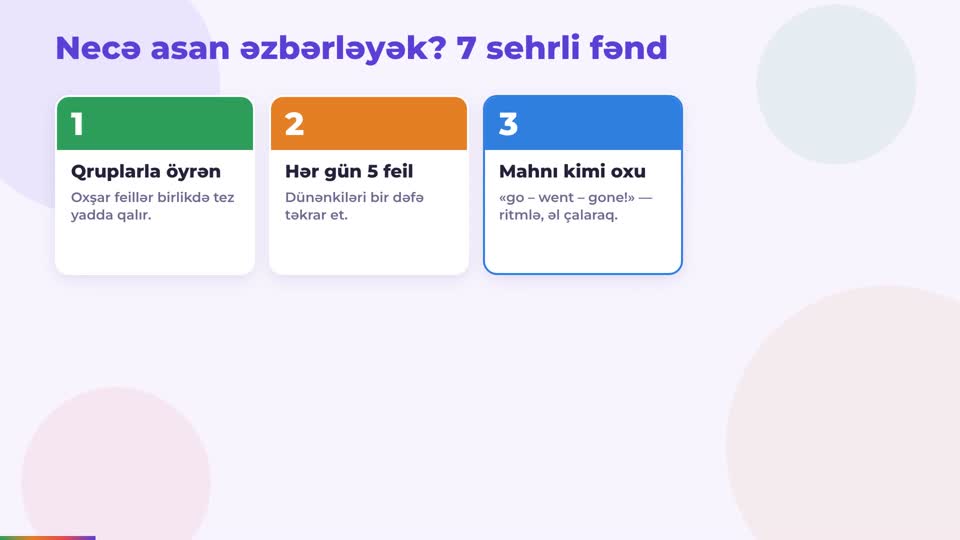 Necə asan əzbərləyək? 7 sehrli fənd
1
Qruplarla öyrən
Oxşar feillər birlikdə tez
yadda qalır.
2
Hər gün 5 feil
Dünənkiləri bir dəfə
təkrar et.
3
Mahnı kimi oxu
«go – went – gone!» —
ritmlə, əl çalaraq.